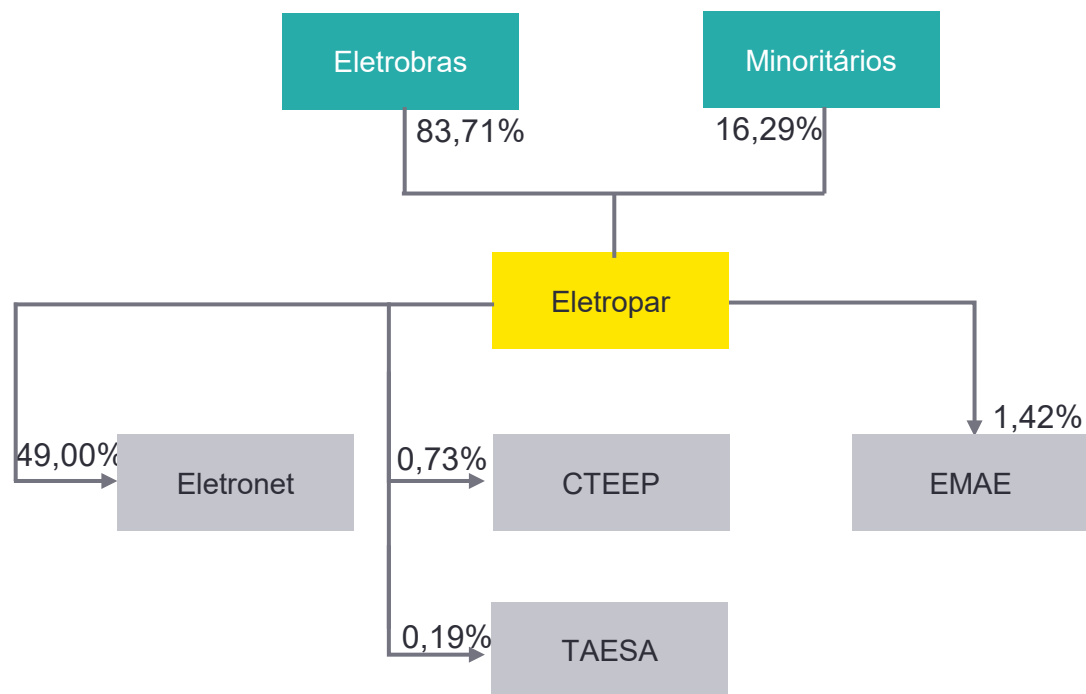 Eletrobras
Minoritários
83,71%
16,29%
Eletropar
49,00%
0,73%
1,42%
Eletronet
CTEEP
EMAE
0,19%
TAESA